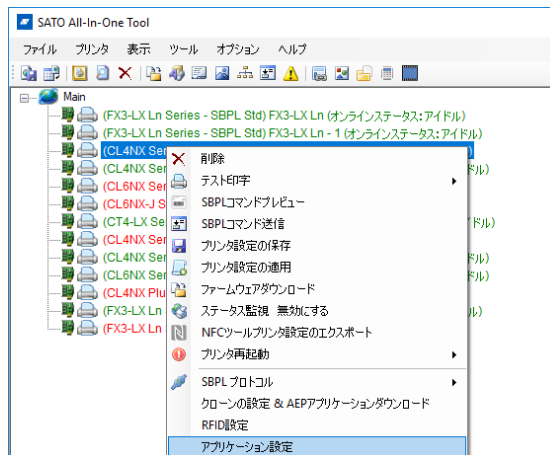 SATO All-In-One Tool
ファイル プリンタ 表示 ツール オプション ヘルプ
Main
(FX3-LX Ln Series - SBPL Std) FX3-LX Ln (オンラインステータス:アイドル)
(FX3-LX Ln Series - SBPL Std) FX3-LX Ln - 1 (オンラインステータス:アイドル)
(CL4NX Ser
(CL4NX Ser ドル)
(CL6NX Ser
(CL6NX-J S
(CT4-LX Se イドル)
(CL4NX Ser
(CL4NX Ser ドル)
(CL6NX Ser ドル)
(CL4NX Plu
(FX3-LX Ln ル)
(FX3-LX Ln
削除
テスト印字
SBPLコマンドプレビュー
SBPLコマンド送信
プリンタ設定の保存
プリンタ設定の適用
ファームウェアダウンロード
ステータス監視 無効にする
NFCツールプリンタ設定のエクスポート
プリンタ再起動
SBPL プロトコル
クローンの設定 & AEPアプリケーションダウンロード
RFID設定
アプリケーション設定